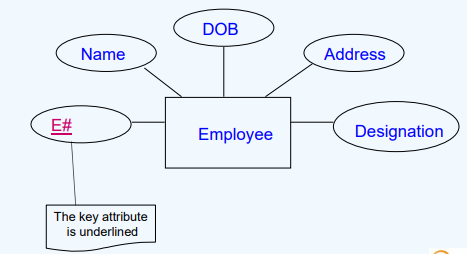 DOB
Name
Address
E#
Employee
Designation
The key attribute
is underlined